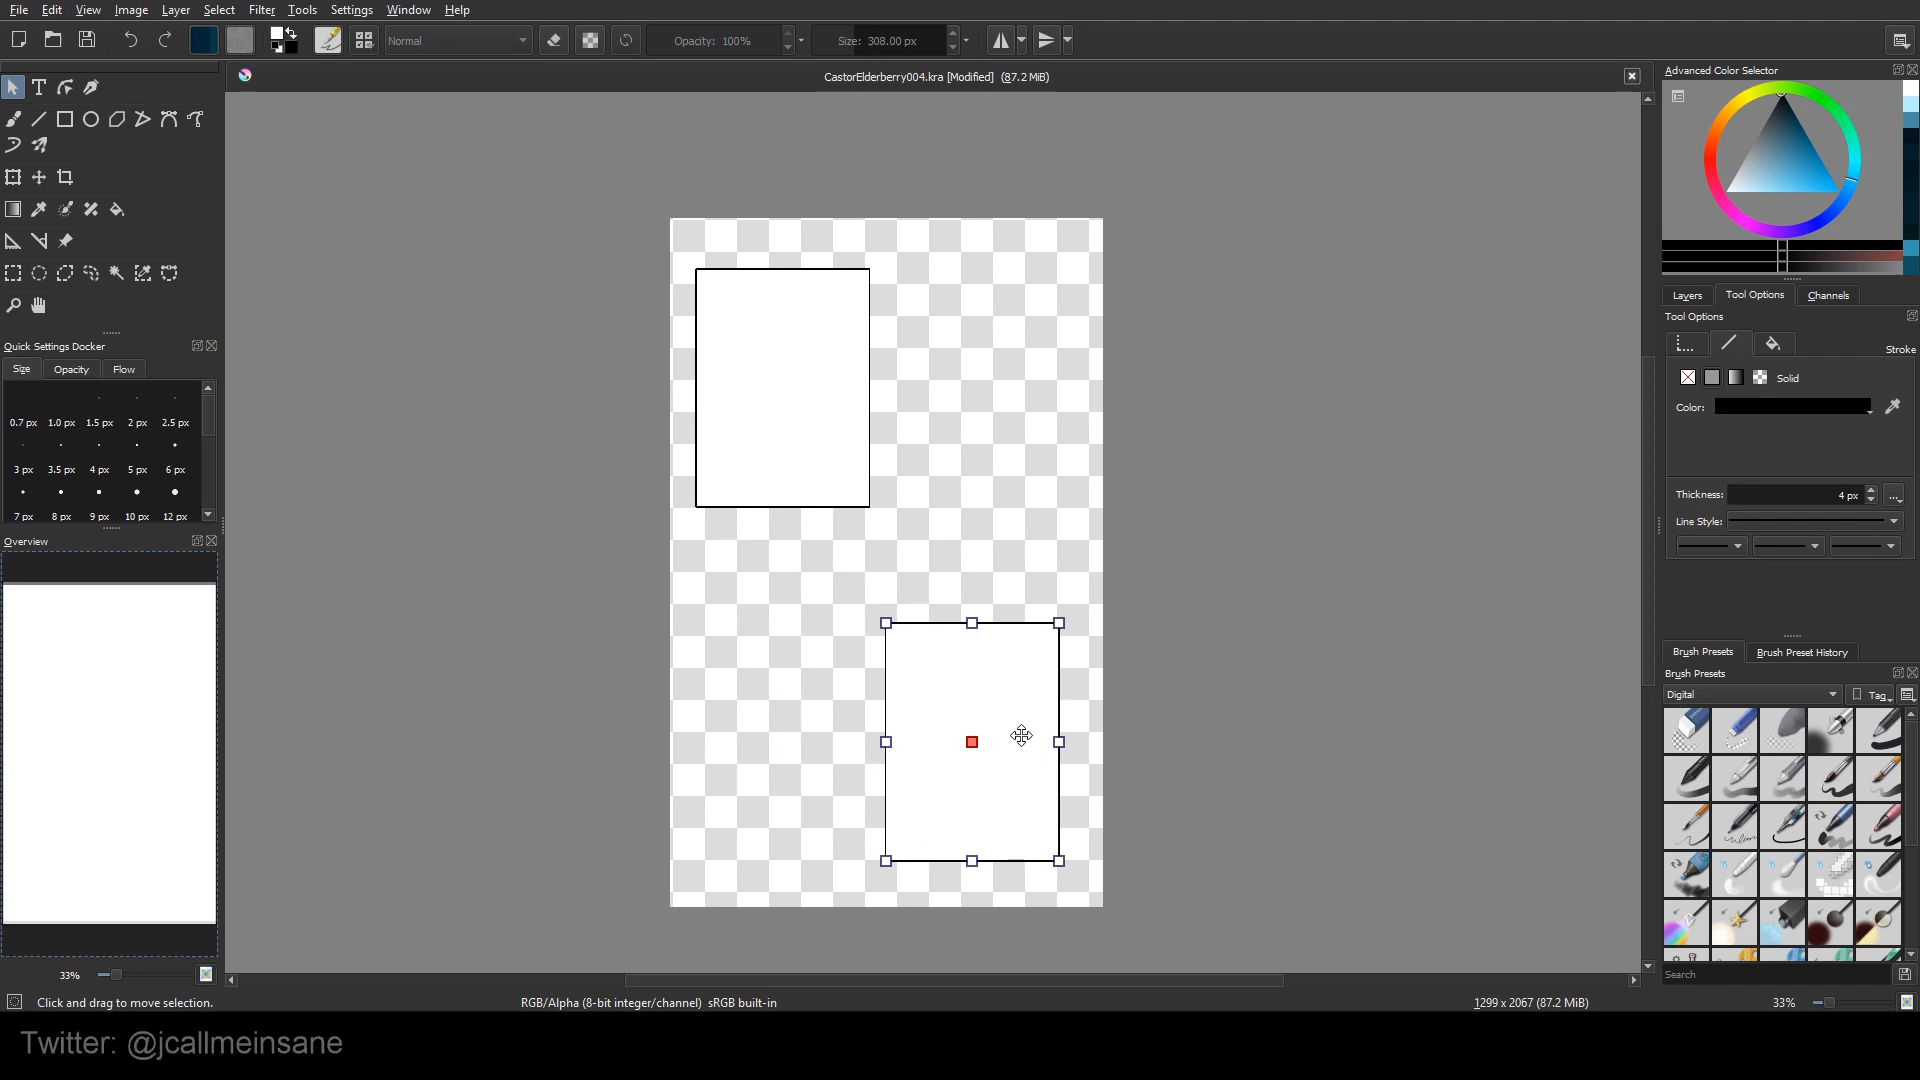 File Edit View Image Layer Select Filter Tools Settings Window Help
Normal Opacity: 100% Size: 308.00 px
CastorElderberry004.kra [Modified] (87.2 MiB)
Advanced Color Selector
Layers Tool Options Channels
Tool Options
Stroke
Solid
Color:
Thickness: 4 px ...
Line Style:
Quick Settings Docker
Size Opacity Flow
0.7 px 1.0 px 1.5 px 2 px 2.5 px
3 px 3.5 px 4 px 5 px 6 px
7 px 8 px 9 px 10 px 12 px
Overview
33%
Brush Presets Brush Preset History
Brush Presets
Digital Tag
Search
Click and drag to move selection. RGB/Alpha (8-bit integer/channel) sRGB built-in 1299 x 2067 (87.2 MiB) 33%
Twitter: @jcallmeinsane